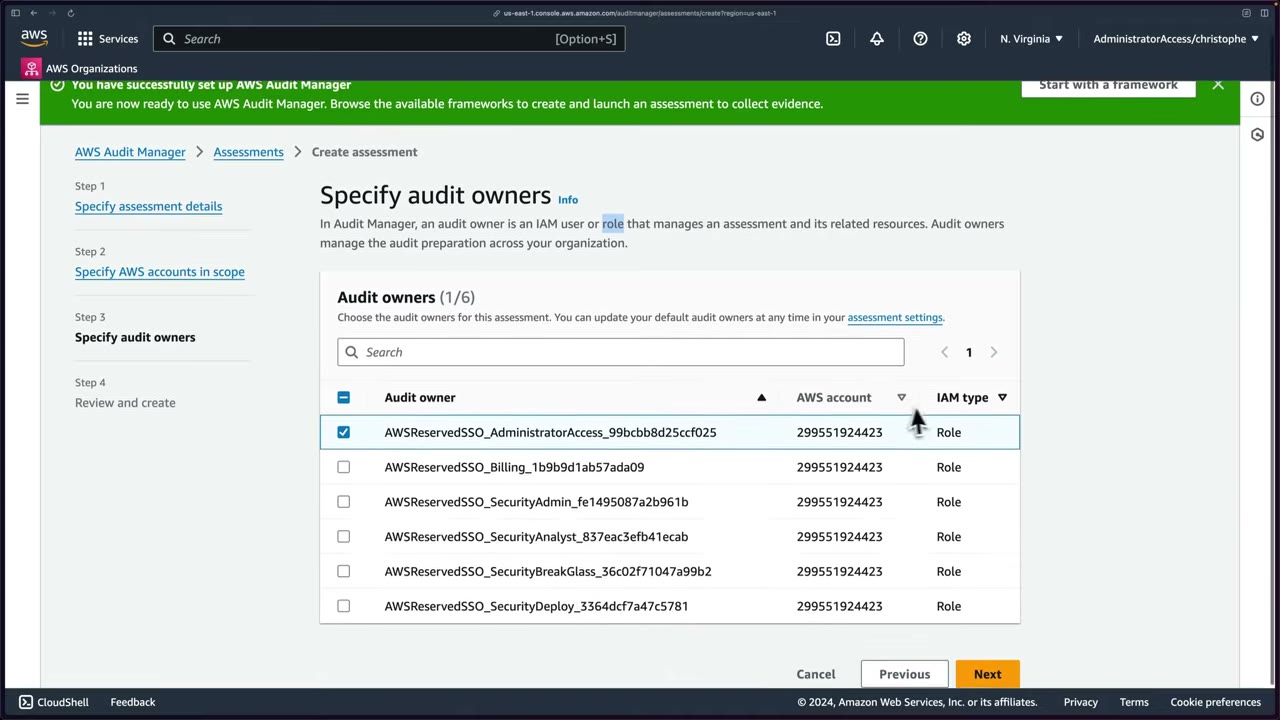 us-east-1.console.aws.amazon.com/auditmanager/assessments/create?region=us-east-1
aws
Services
Search
[Option+S]
N. Virginia
AdministratorAccess/christophe
AWS Organizations
You have successfully set up AWS Audit Manager
You are now ready to use AWS Audit Manager. Browse the available frameworks to create and launch an assessment to collect evidence.
Start with a framework
AWS Audit Manager
Assessments
Create assessment
Step 1
Specify assessment details
Step 2
Specify AWS accounts in scope
Step 3
Specify audit owners
Step 4
Review and create
Specify audit owners Info
In Audit Manager, an audit owner is an IAM user or role that manages an assessment and its related resources. Audit owners
manage the audit preparation across your organization.
Audit owners (1/6)
Choose the audit owners for this assessment. You can update your default audit owners at any time in your assessment settings.
Search
1
Audit owner AWS account IAM type
AWSReservedSSO_AdministratorAccess_99bcbb8d25ccf025 299551924423 Role
AWSReservedSSO_Billing_1b9b9d1ab57ada09 299551924423 Role
AWSReservedSSO_SecurityAdmin_fe1495087a2b961b 299551924423 Role
AWSReservedSSO_SecurityAnalyst_837eac3efb41ecab 299551924423 Role
AWSReservedSSO_SecurityBreakGlass_36c02f71047a99b2 299551924423 Role
AWSReservedSSO_SecurityDeploy_3364dcf7a47c5781 299551924423 Role
Cancel
Previous
Next
CloudShell
Feedback
© 2024, Amazon Web Services, Inc. or its affiliates.
Privacy
Terms
Cookie preferences